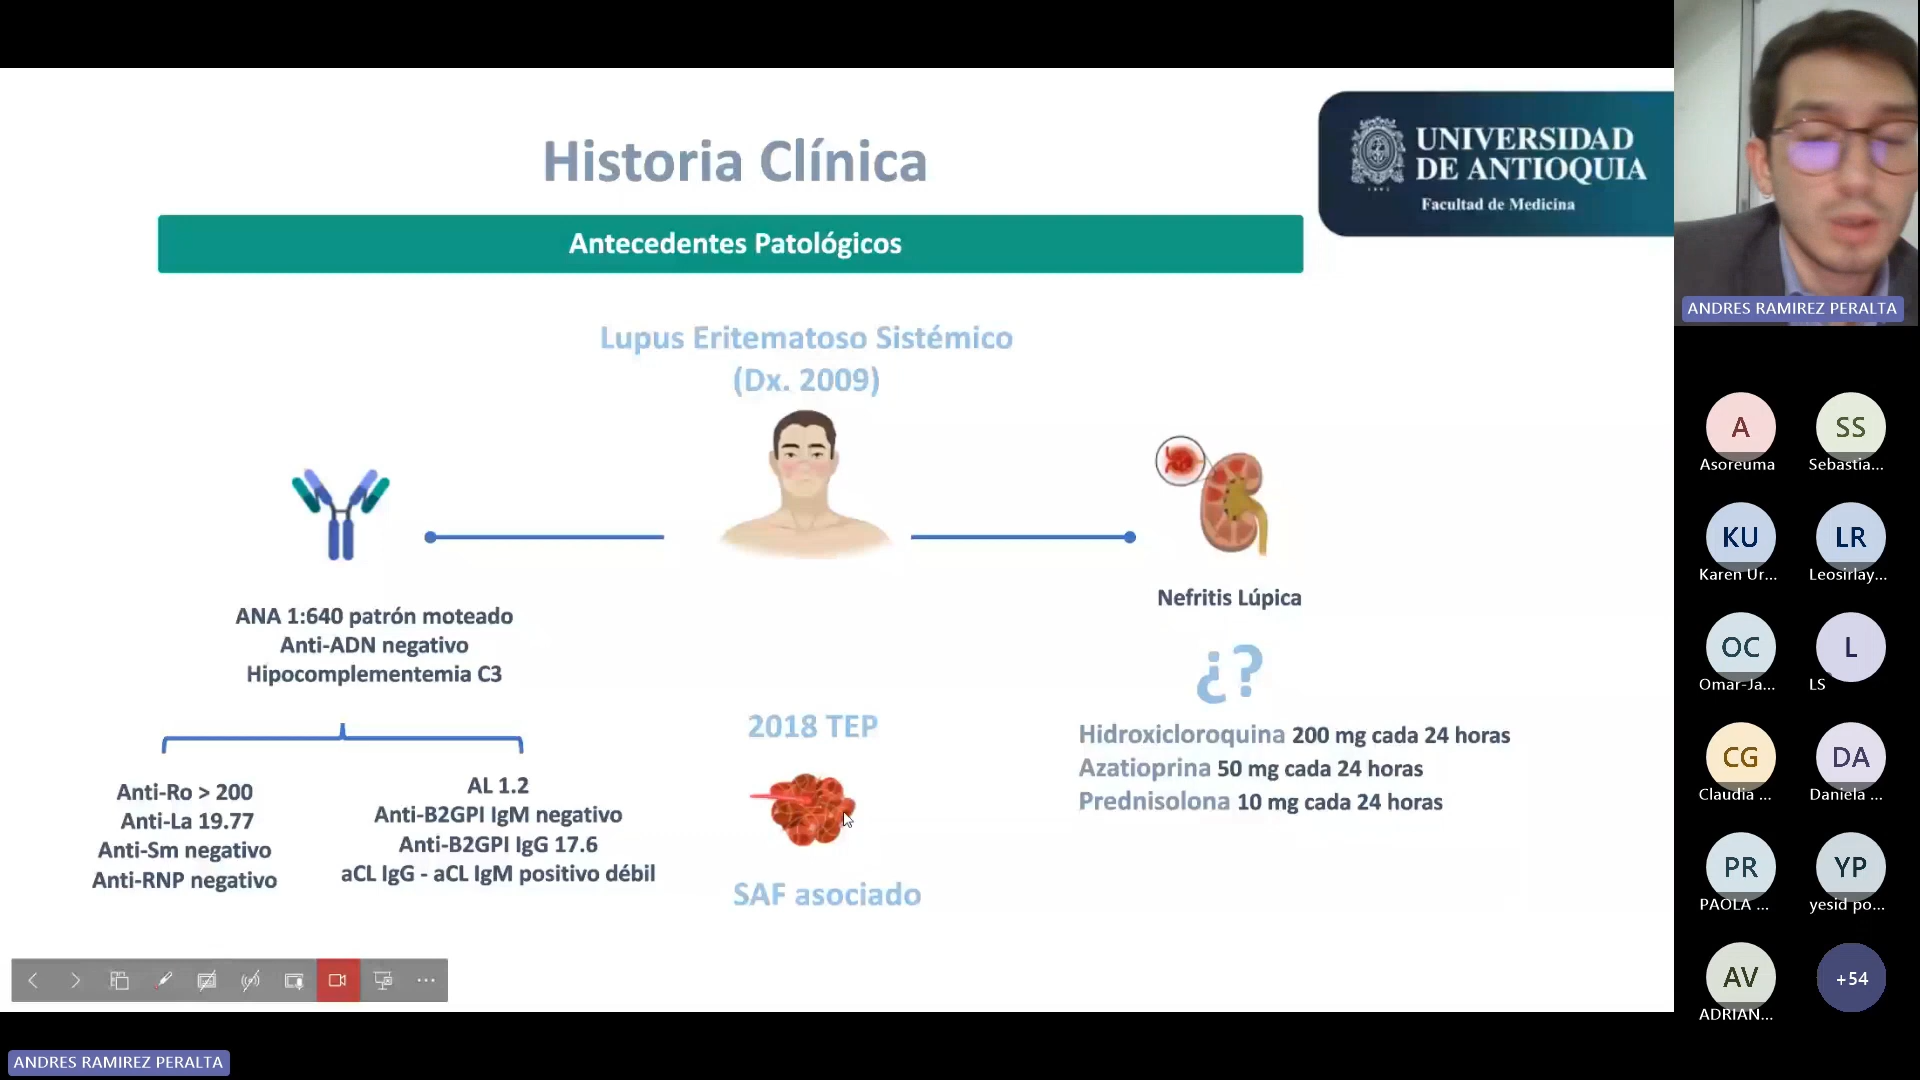 Historia Clínica
UNIVERSIDAD
DE ANTIOQUIA
1803
Facultad de Medicina
Antecedentes Patológicos
Lupus Eritematoso Sistémico
(Dx. 2009)
ANA 1:640 patrón moteado
Anti-ADN negativo
Hipocomplementemia C3
Anti-Ro > 200
Anti-La 19.77
Anti-Sm negativo
Anti-RNP negativo
AL 1.2
Anti-B2GPI IgM negativo
Anti-B2GPI IgG 17.6
aCL IgG - aCL IgM positivo débil
2018 TEP
SAF asociado
Nefritis Lúpica
¿?
Hidroxicloroquina 200 mg cada 24 horas
Azatioprina 50 mg cada 24 horas
Prednisolona 10 mg cada 24 horas
ANDRES RAMIREZ PERALTA
A
Asoreuma
SS
Sebastia...
KU
Karen Ur...
LR
Leosirlay...
OC
Omar-Ja...
L
LS
CG
Claudia ...
DA
Daniela ...
PR
PAOLA ...
YP
yesid po...
AV
ADRIAN...
+54
ANDRES RAMIREZ PERALTA